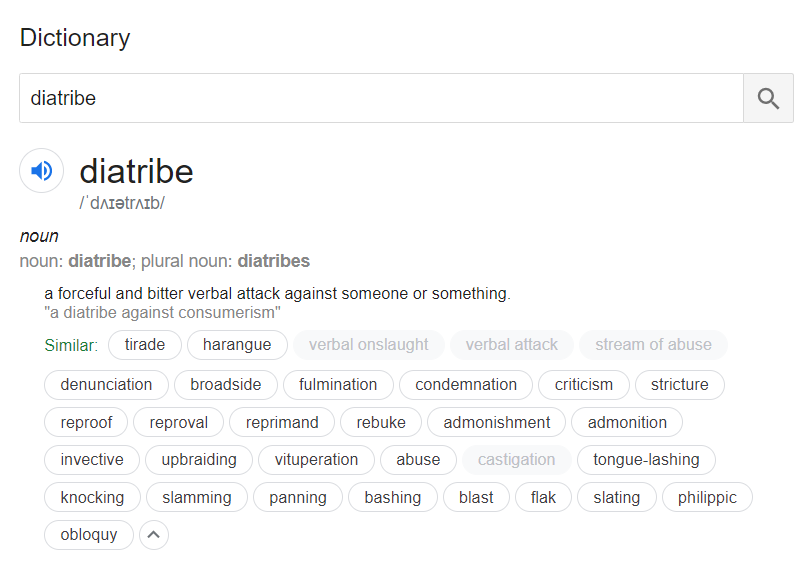 Dictionary
diatribe
diatribe
/ˈdʌɪətrʌɪb/
noun
noun: diatribe; plural noun: diatribes
a forceful and bitter verbal attack against someone or something.
"a diatribe against consumerism"
Similar: tirade harangue verbal onslaught verbal attack stream of abuse
denunciation broadside fulmination condemnation criticism stricture
reproof reproval reprimand rebuke admonishment admonition
invective upbraiding vituperation abuse castigation tongue-lashing
knocking slamming panning bashing blast flak slating philippic
obloquy